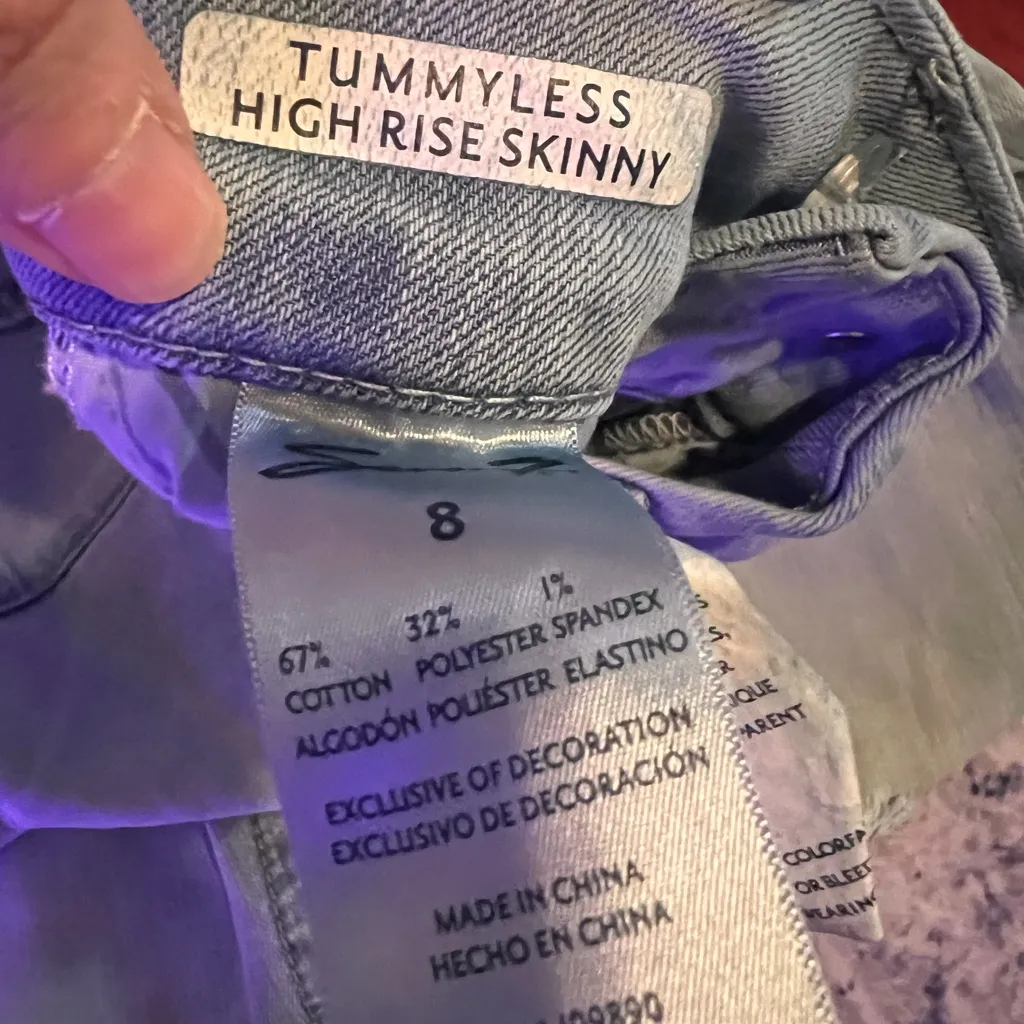 TUMMYLESS
HIGH RISE SKINNY
8
67% 32% 1%
COTTON POLYESTER SPANDEX
ALGODÓN POLIÉSTER ELASTINO
EXCLUSIVE OF DECORATION
EXCLUSIVO DE DECORACIÓN
MADE IN CHINA
HECHO EN CHINA